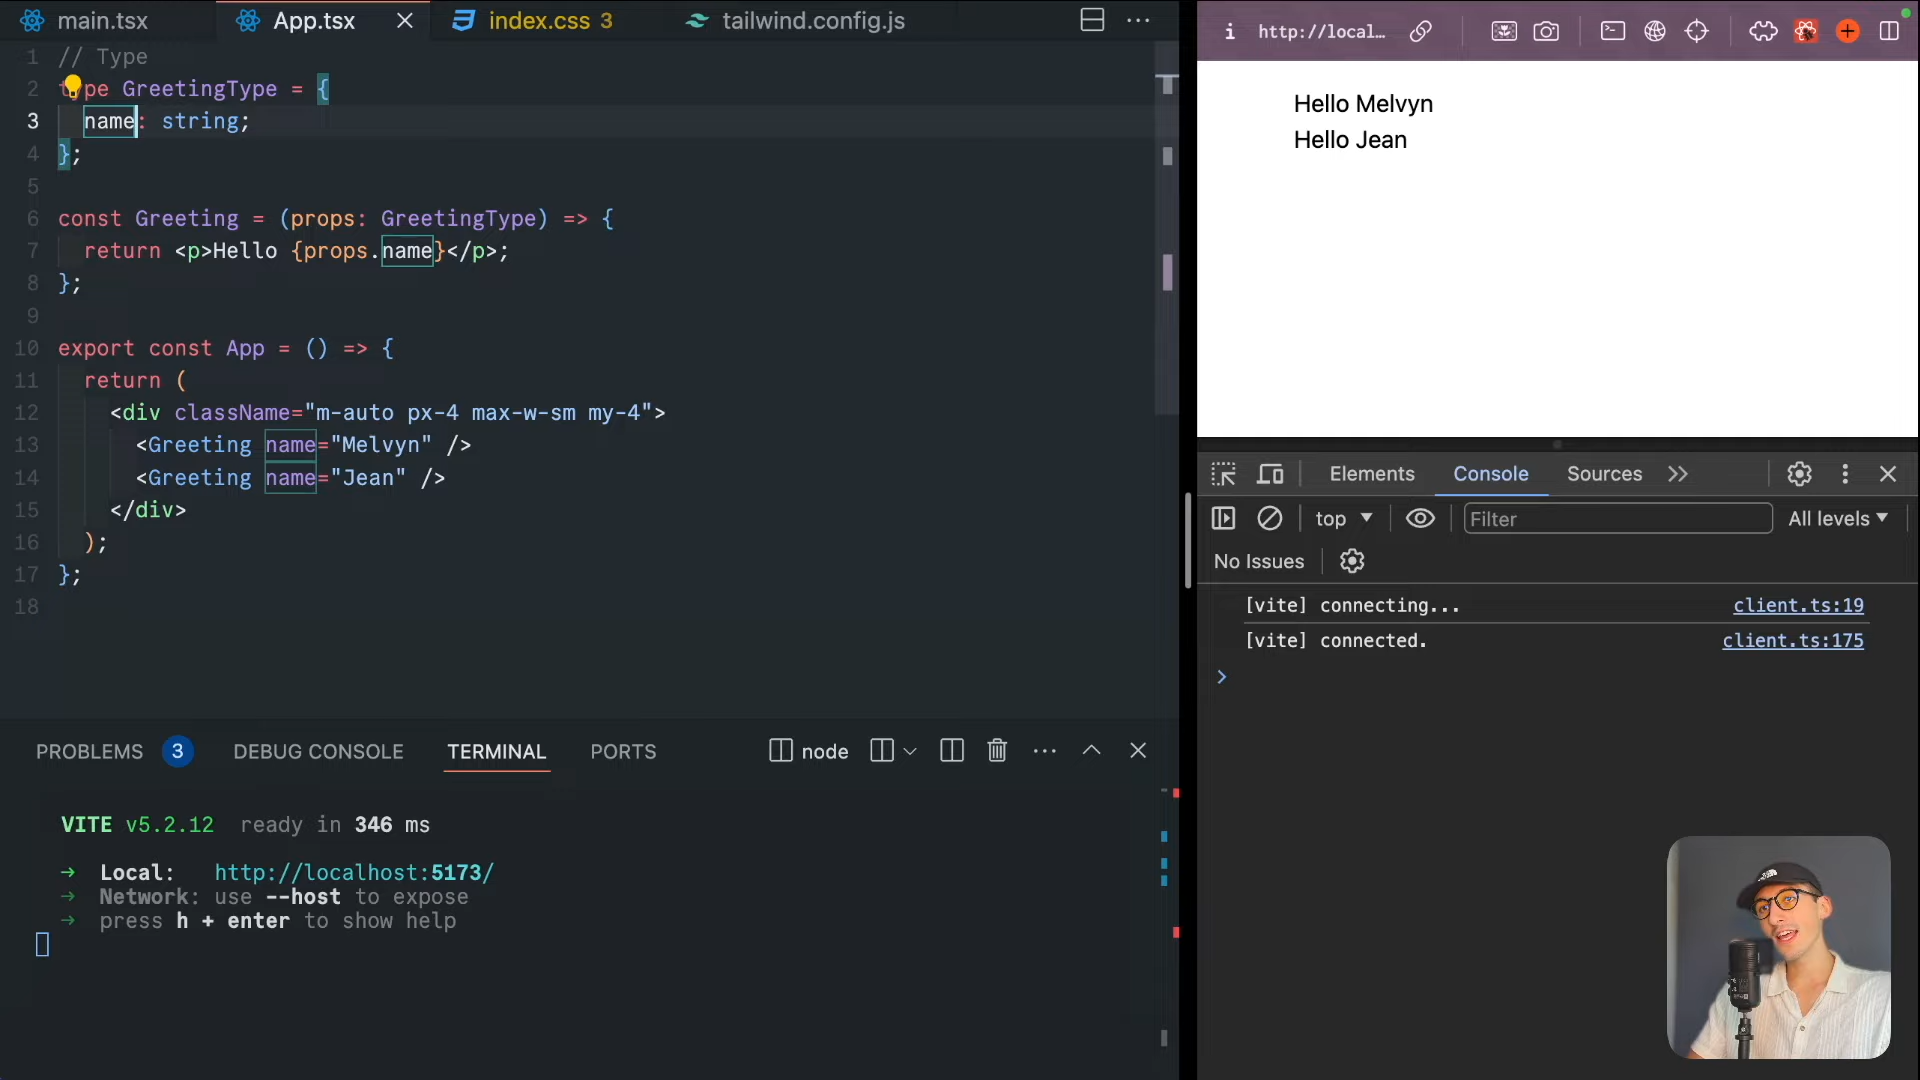 main.tsx
App.tsx
index.css 3
tailwind.config.js
1 // Type
2 type GreetingType = {
3 name: string;
4 };
5
6 const Greeting = (props: GreetingType) => {
7 return <p>Hello {props.name}</p>;
8 };
9
10 export const App = () => {
11 return (
12 <div className="m-auto px-4 max-w-sm my-4">
13 <Greeting name="Melvyn" />
14 <Greeting name="Jean" />
15 </div>
16 );
17 };
18
PROBLEMS 3 DEBUG CONSOLE TERMINAL PORTS node
VITE v5.2.12 ready in 346 ms
➜ Local: http://localhost:5173/
➜ Network: use --host to expose
➜ press h + enter to show help
http://local...
Hello Melvyn
Hello Jean
Elements Console Sources
top Filter All levels
No Issues
[vite] connecting... client.ts:19
[vite] connected. client.ts:175